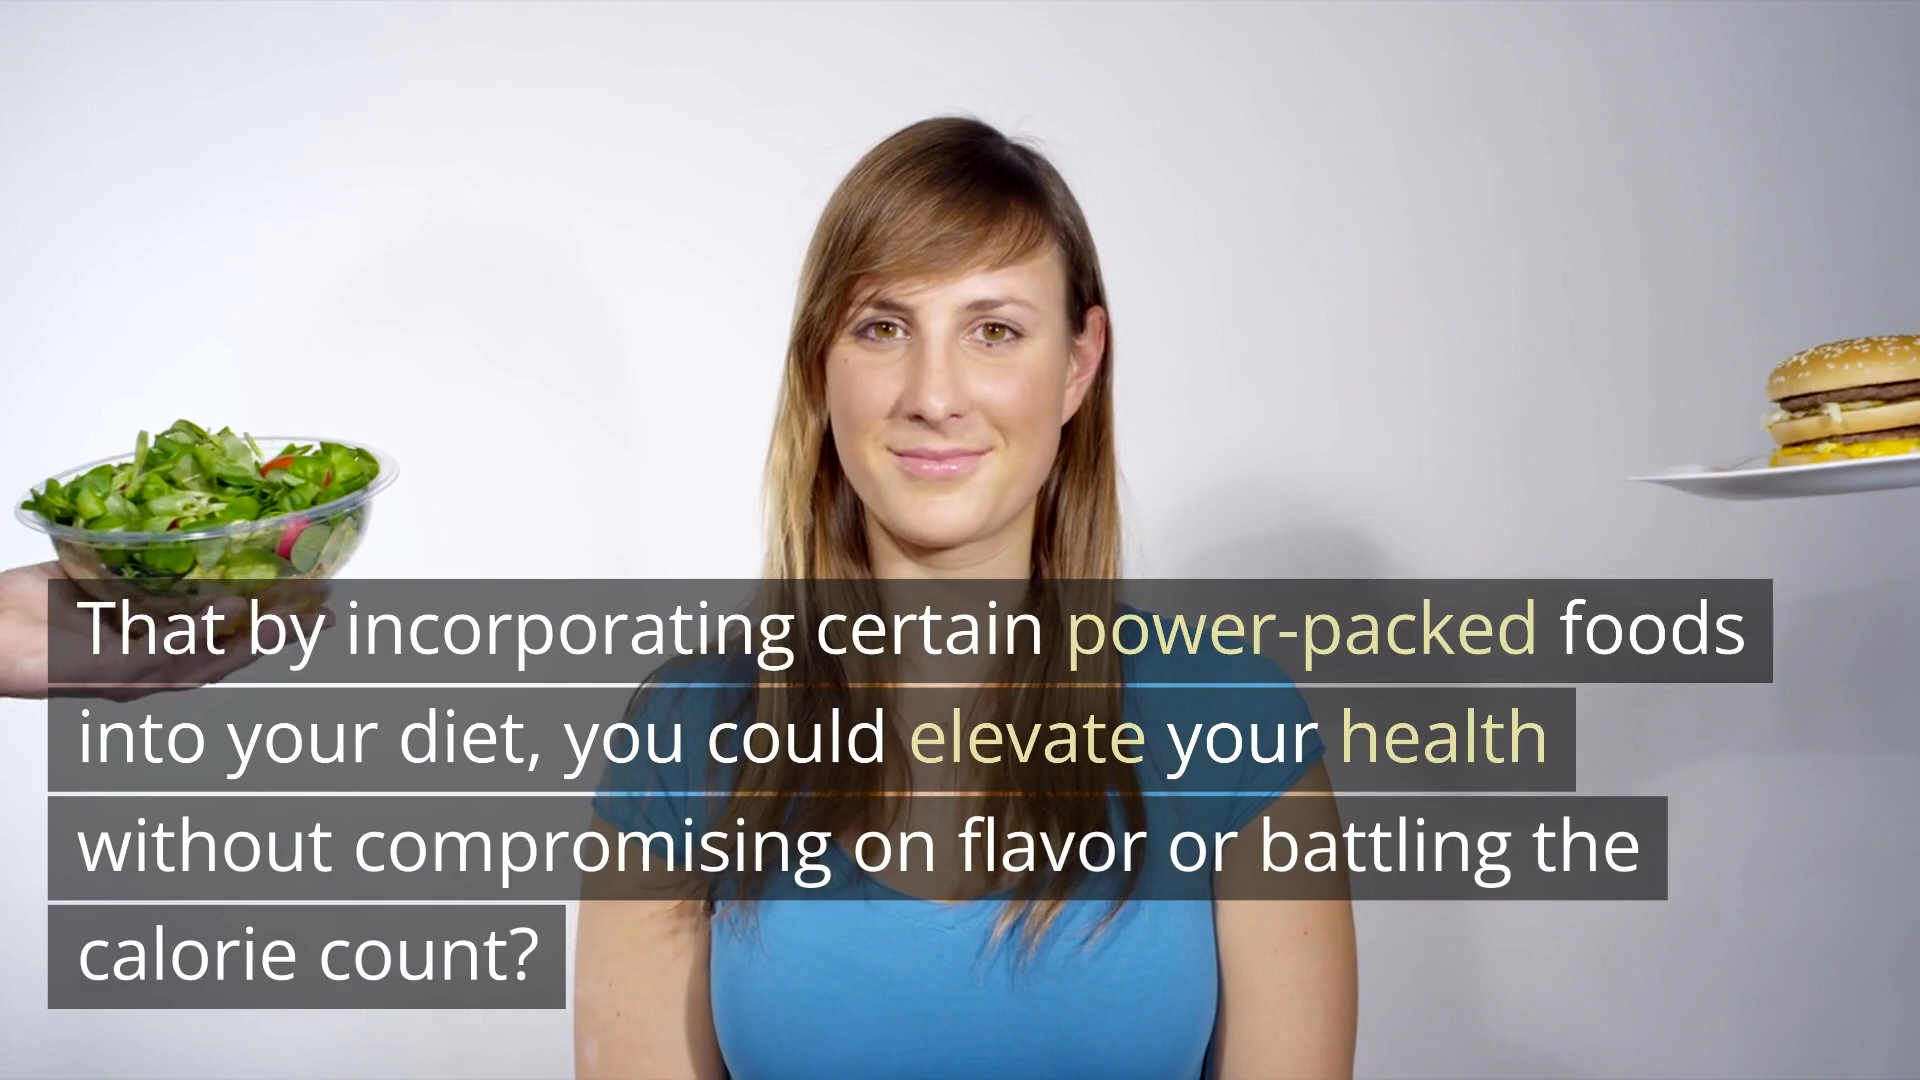 That by incorporating certain power-packed foods
into your diet, you could elevate your health
without compromising on flavor or battling the
calorie count?